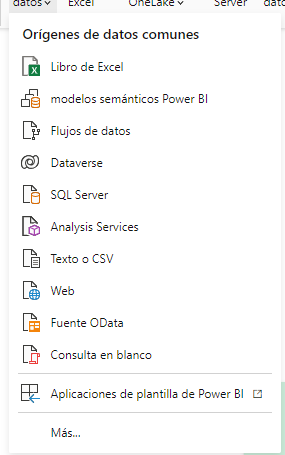 datos Excel OneLake Server
Orígenes de datos comunes
Libro de Excel
modelos semánticos Power BI
Flujos de datos
Dataverse
SQL Server
Analysis Services
Texto o CSV
Web
Fuente OData
Consulta en blanco
Aplicaciones de plantilla de Power BI
Más...